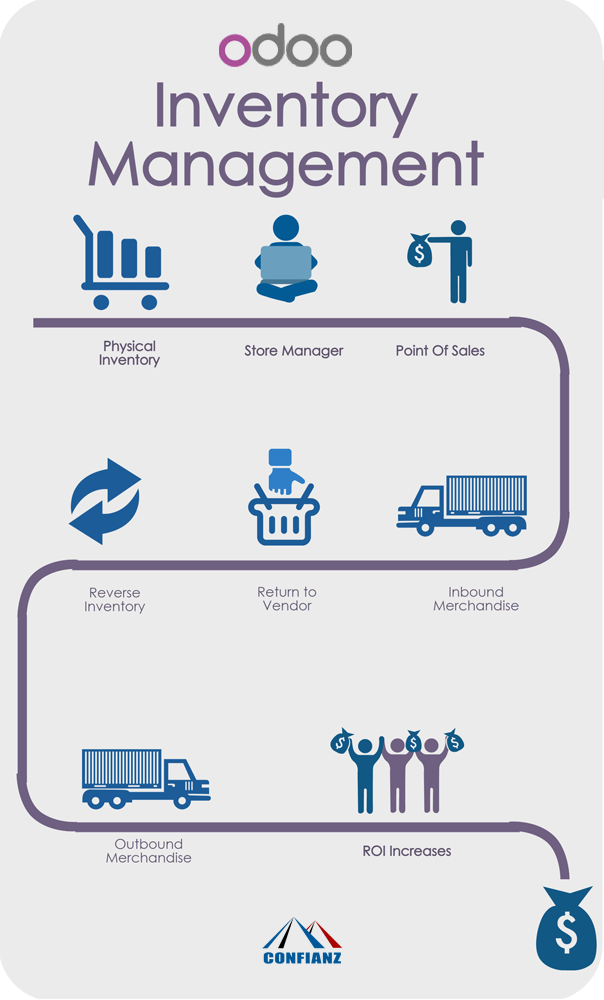 odoo
Inventory
Management
Physical
Inventory
Store Manager
Point Of Sales
Reverse
Inventory
Return to
Vendor
Inbound
Merchandise
Outbound
Merchandise
ROI Increases
$
$
$
$
$
CONFIANZ